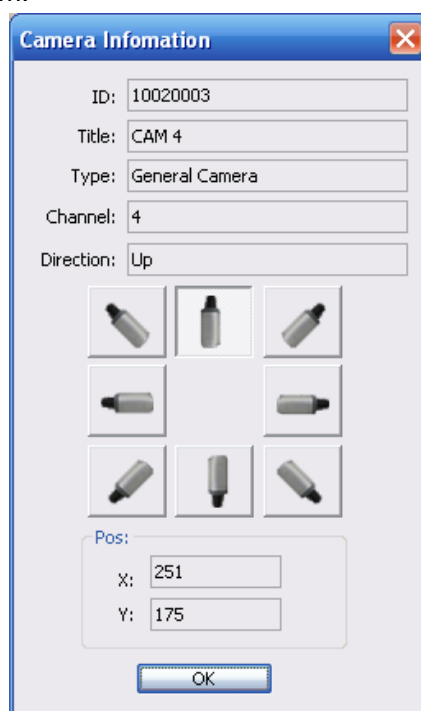 Camera Infomation
ID: 10020003
Title: CAM 4
Type: General Camera
Channel: 4
Direction: Up
Pos:
X: 251
Y: 175
OK